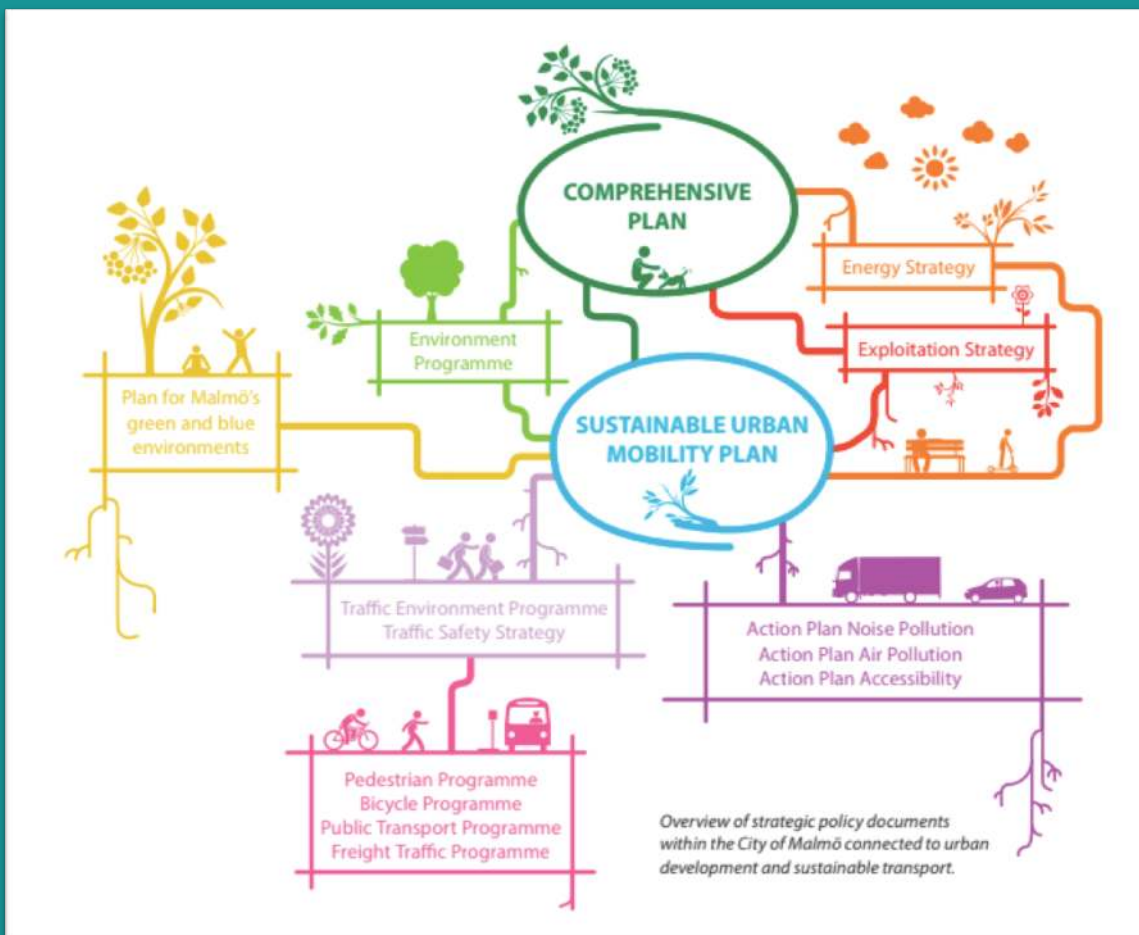 COMPREHENSIVE
PLAN
Energy Strategy
Environment
Programme
Exploitation Strategy
Plan for Malmö's
green and blue
environments
SUSTAINABLE URBAN
MOBILITY PLAN
Traffic Environment Programme
Traffic Safety Strategy
Action Plan Noise Pollution
Action Plan Air Pollution
Action Plan Accessibility
Pedestrian Programme
Bicycle Programme
Public Transport Programme
Freight Traffic Programme
Overview of strategic policy documents
within the City of Malmö connected to urban
development and sustainable transport.